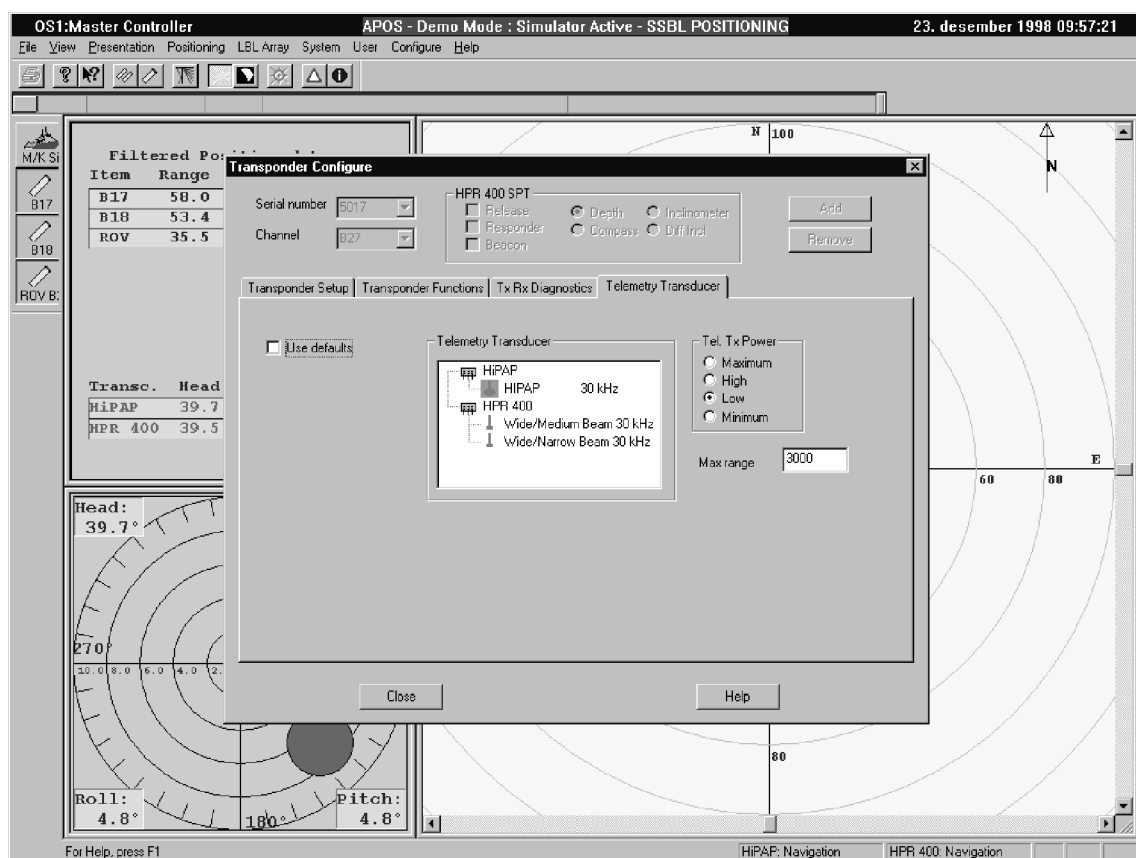 OS1:Master Controller APOS - Demo Mode : Simulator Active - SSBL POSITIONING 23. desember 1998 09:57:21
File View Presentation Positioning LBL Array System User Configure Help
M/K Si
B17
B18
ROV B
Filtered
Item Range
B17 58.0
B18 53.4
ROV 35.5
Transc. Head
HiPAP 39.7
HPR 400 39.5
N 100
N
E
60 80
80
Transponder Configure
Serial number 5017
Channel B27
HPR 400 SPT
Release Depth Inclinometer
Responder Compass Diff Incl
Beacon
Add
Remove
Transponder Setup Transponder Functions Tx Rx Diagnostics Telemetry Transducer
Use defaults
Telemetry Transducer
HiPAP
HIPAP 30 kHz
HPR 400
Wide/Medium Beam 30 kHz
Wide/Narrow Beam 30 kHz
Tel. Tx Power
Maximum
High
Low
Minimum
Max range 3000
Close Help
Head:
39.7°
270°
10.0 8.0 6.0 4.0 2.
Roll:
4.8°
180°
Pitch:
4.8°
For Help, press F1 HiPAP: Navigation HPR 400: Navigation